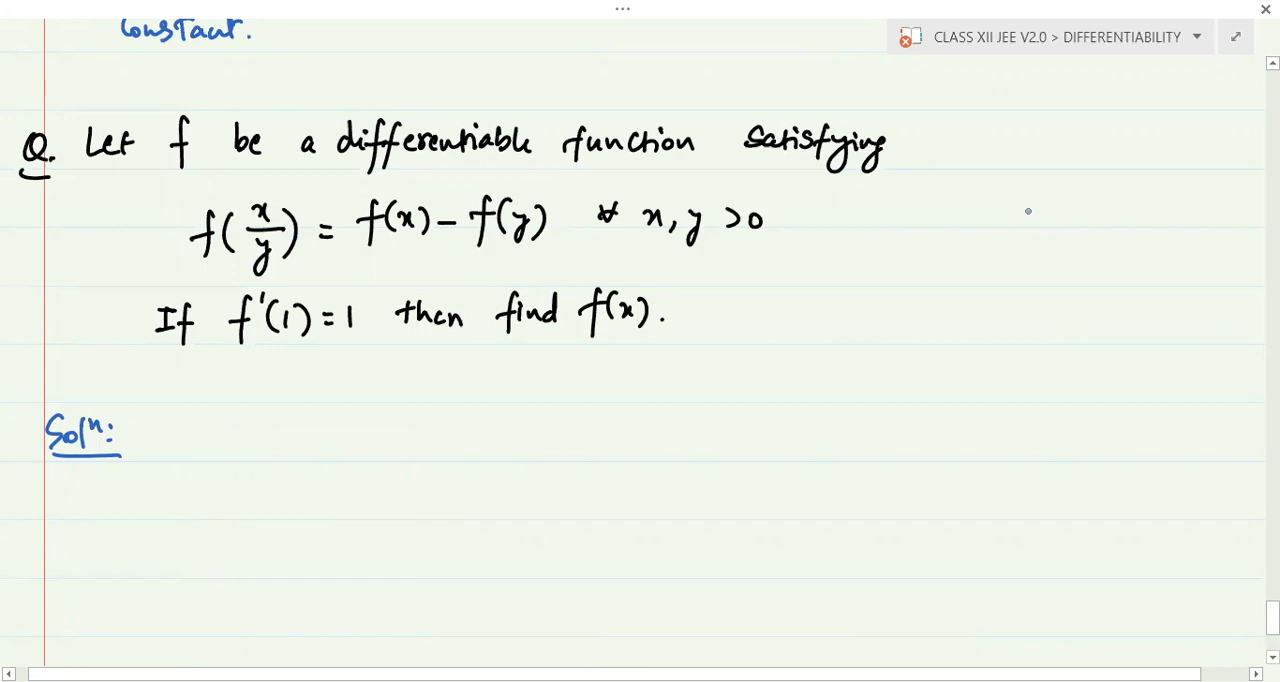 constant.
CLASS XII JEE V2.0 > DIFFERENTIABILITY
Q. Let f be a differentiable function satisfying
f(x/y) = f(x) - f(y) ∀ x, y > 0
If f'(1) = 1 then find f(x).
Solⁿ: